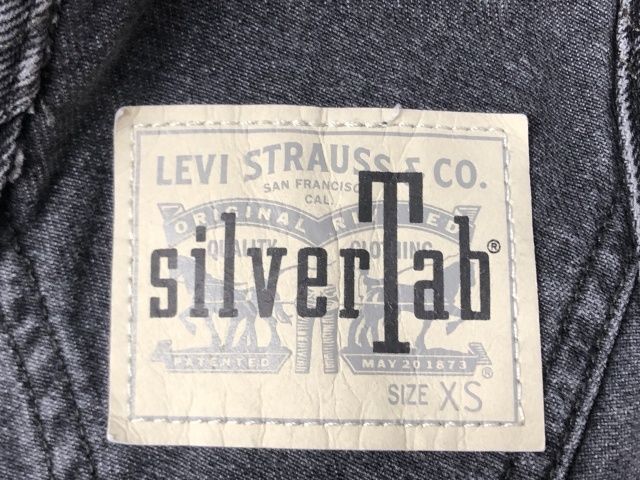 LEVI STRAUSS & CO.
SAN FRANCISCO
CAL.
ORIGINAL RIVETED
QUALITY CLOTHING
silverTab®
PATENTED MAY 20 1873 ®
SIZE XS